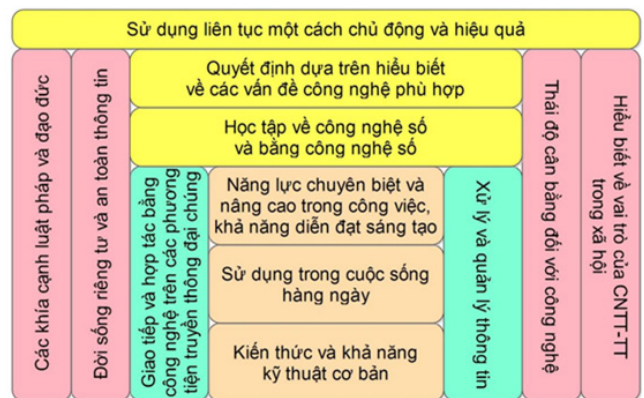 Sử dụng liên tục một cách chủ động và hiệu quả
Các khía cạnh luật pháp và đạo đức
Đời sống riêng tư và an toàn thông tin
Quyết định dựa trên hiểu biết
về các vấn đề công nghệ phù hợp
Học tập về công nghệ số
và bằng công nghệ số
Giao tiếp và hợp tác bằng
công nghệ trên các phương
tiện truyền thông đại chúng
Năng lực chuyên biệt và
nâng cao trong công việc,
khả năng diễn đạt sáng tạo
Sử dụng trong cuộc sống
hàng ngày
Kiến thức và khả năng
kỹ thuật cơ bản
Xử lý và quản lý thông tin
Thái độ cân bằng đối với công nghệ
Hiểu biết về vai trò của CNTT-TT
trong xã hội